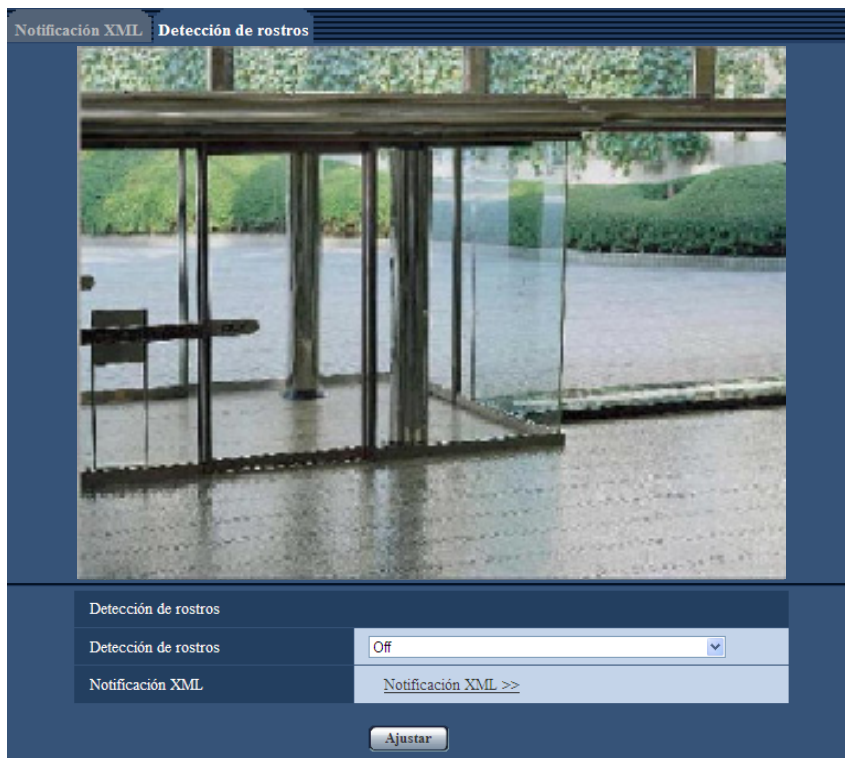 Notificación XML Detección de rostros
Detección de rostros
Detección de rostros Off
Notificación XML Notificación XML >>
Ajustar